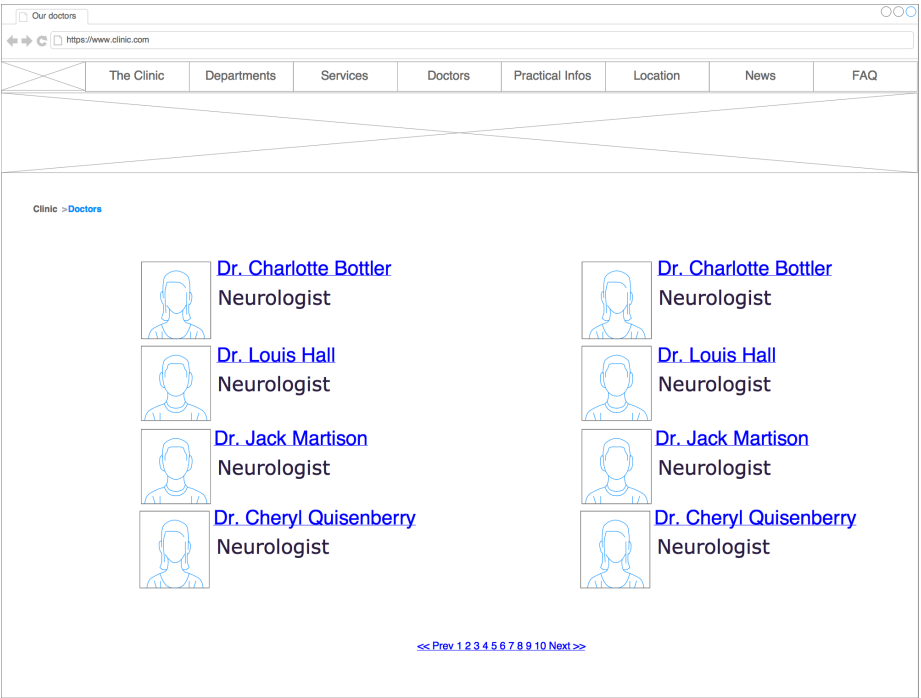 Our doctors
https://www.clinic.com
The Clinic Departments Services Doctors Practical Infos Location News FAQ
Clinic >Doctors
Dr. Charlotte Bottler
Neurologist
Dr. Louis Hall
Neurologist
Dr. Jack Martison
Neurologist
Dr. Cheryl Quisenberry
Neurologist
Dr. Charlotte Bottler
Neurologist
Dr. Louis Hall
Neurologist
Dr. Jack Martison
Neurologist
Dr. Cheryl Quisenberry
Neurologist
<< Prev 1 2 3 4 5 6 7 8 9 10 Next >>